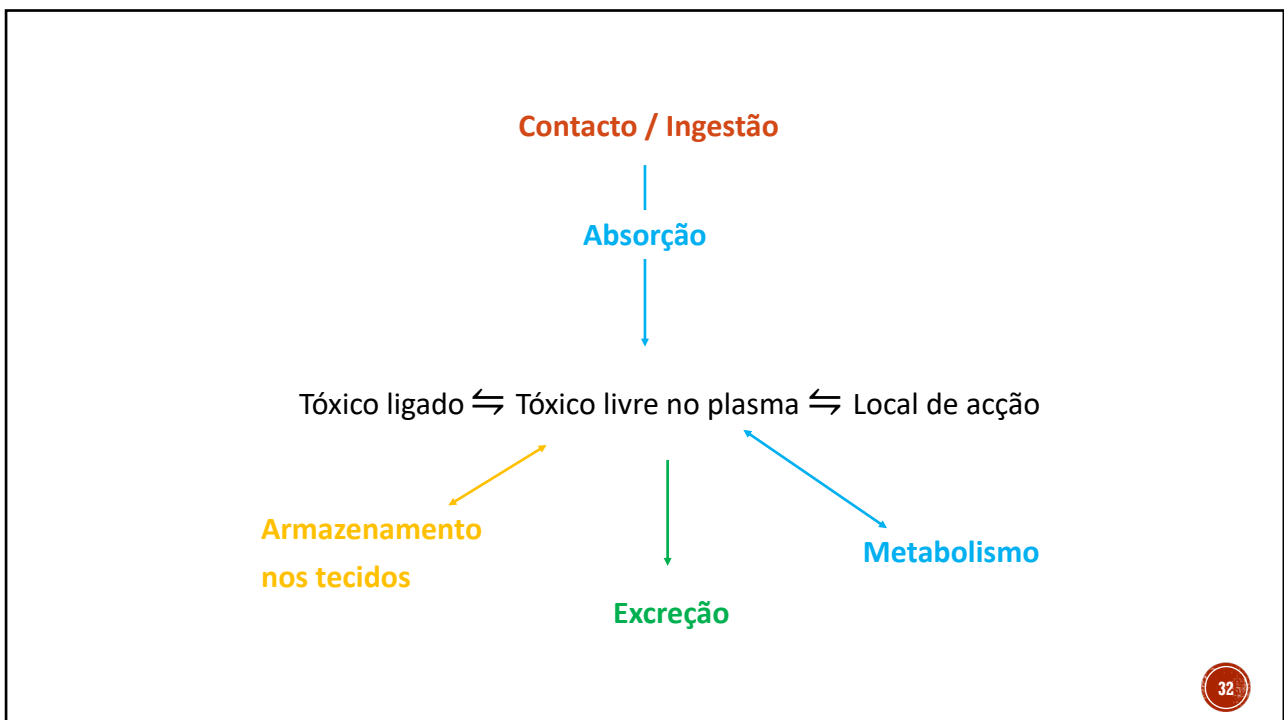 Contacto / Ingestão
Absorção
Tóxico ligado ⇋ Tóxico livre no plasma ⇋ Local de acção
Armazenamento
nos tecidos
Metabolismo
Excreção
32